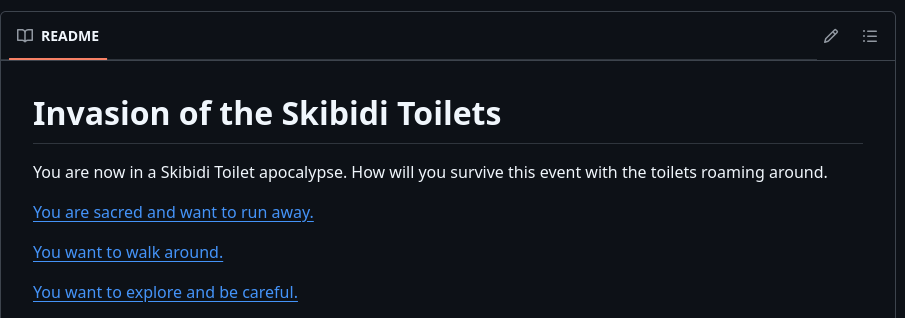 README
Invasion of the Skibidi Toilets
You are now in a Skibidi Toilet apocalypse. How will you survive this event with the toilets roaming around.
You are sacred and want to run away.
You want to walk around.
You want to explore and be careful.